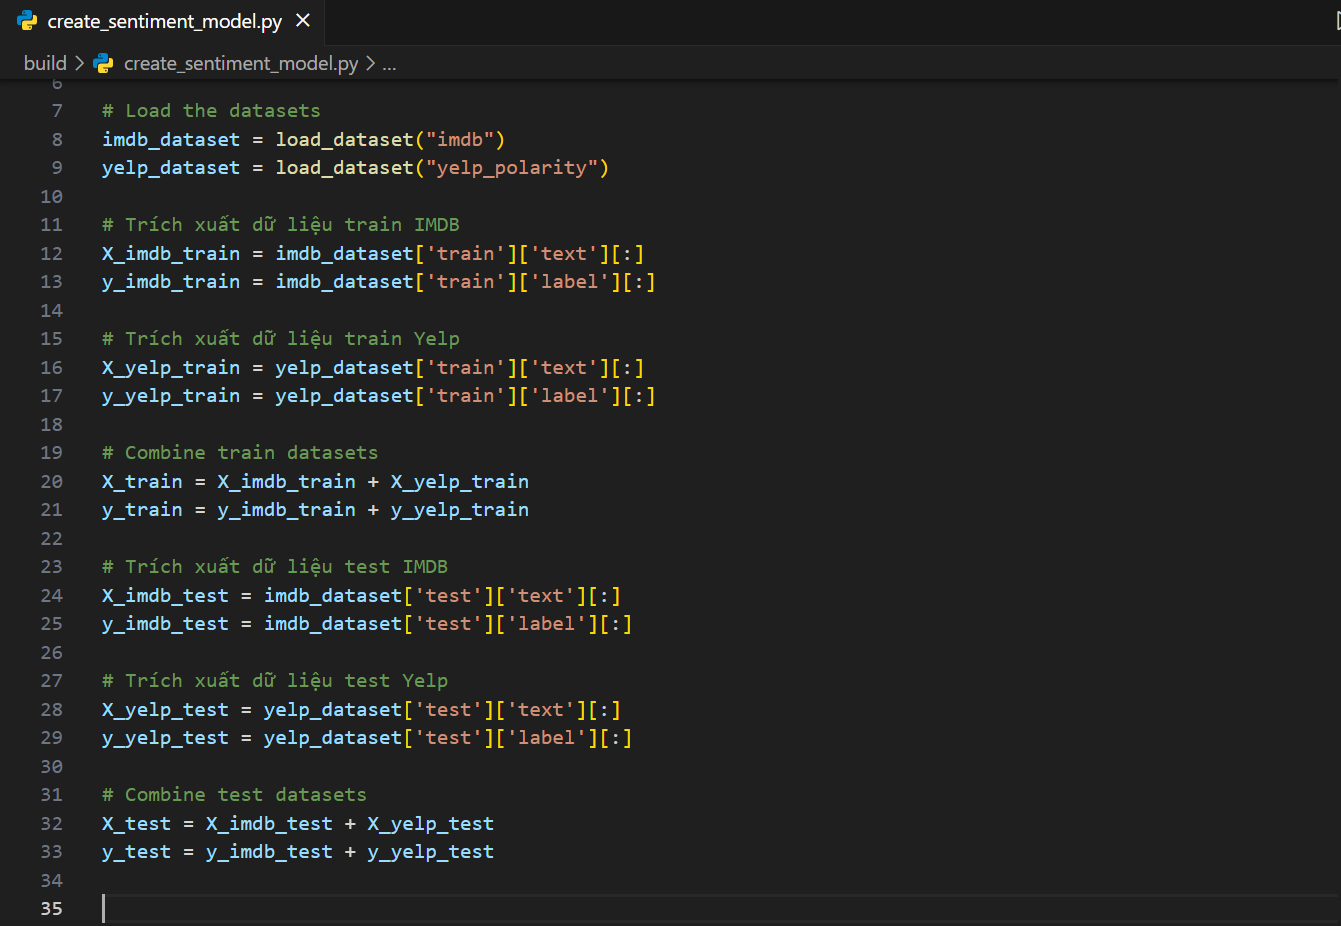 create_sentiment_model.py
build > create_sentiment_model.py > ...
6
7 # Load the datasets
8 imdb_dataset = load_dataset("imdb")
9 yelp_dataset = load_dataset("yelp_polarity")
10
11 # Trích xuất dữ liệu train IMDB
12 X_imdb_train = imdb_dataset['train']['text'][:]
13 y_imdb_train = imdb_dataset['train']['label'][:]
14
15 # Trích xuất dữ liệu train Yelp
16 X_yelp_train = yelp_dataset['train']['text'][:]
17 y_yelp_train = yelp_dataset['train']['label'][:]
18
19 # Combine train datasets
20 X_train = X_imdb_train + X_yelp_train
21 y_train = y_imdb_train + y_yelp_train
22
23 # Trích xuất dữ liệu test IMDB
24 X_imdb_test = imdb_dataset['test']['text'][:]
25 y_imdb_test = imdb_dataset['test']['label'][:]
26
27 # Trích xuất dữ liệu test Yelp
28 X_yelp_test = yelp_dataset['test']['text'][:]
29 y_yelp_test = yelp_dataset['test']['label'][:]
30
31 # Combine test datasets
32 X_test = X_imdb_test + X_yelp_test
33 y_test = y_imdb_test + y_yelp_test
34
35